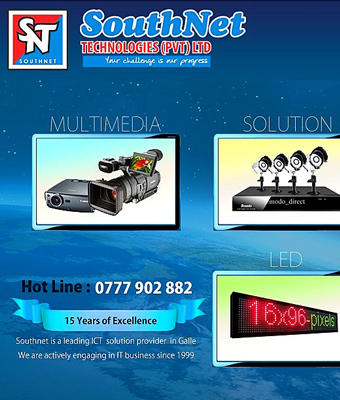 SNT
SOUTHNET
SouthNet
TECHNOLOGIES (PVT) LTD
Your challenge is our progress
MULTIMEDIA
SOLUTION
modo_direct
LED
16x96-pixels
Hot Line : 0777 902 882
15 Years of Excellence
Southnet is a leading ICT solution provider in Galle
We are actively engaging in IT business since 1999